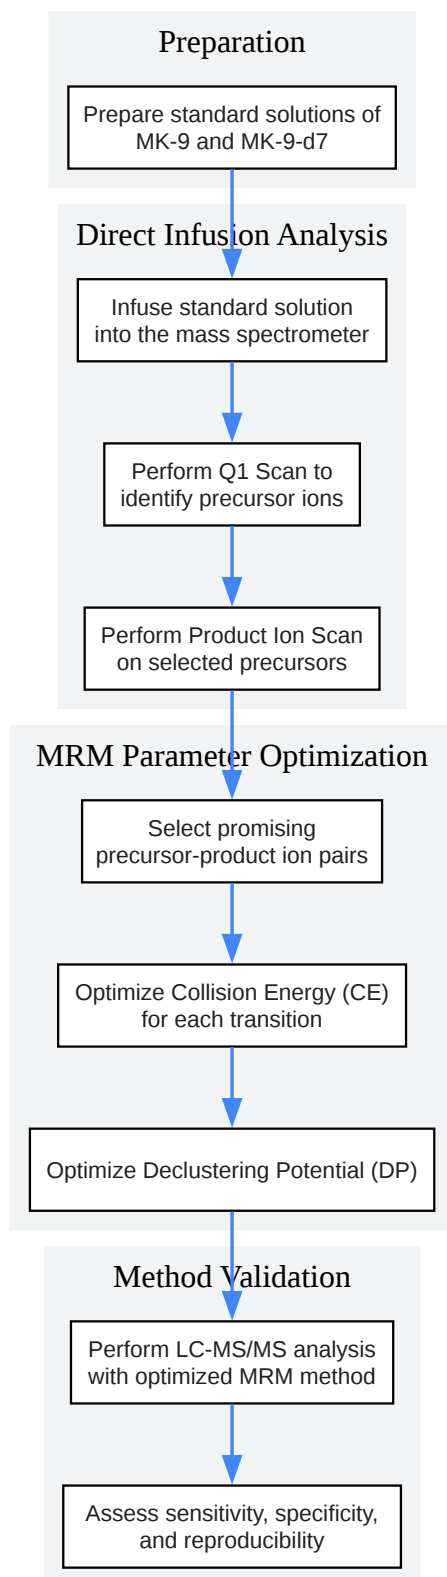 Preparation
Prepare standard solutions of
MK-9 and MK-9-d7
Direct Infusion Analysis
Infuse standard solution
into the mass spectrometer
Perform Q1 Scan to
identify precursor ions
Perform Product Ion Scan
on selected precursors
MRM Parameter Optimization
Select promising
precursor-product ion pairs
Optimize Collision Energy (CE)
for each transition
Optimize Declustering Potential (DP)
Method Validation
Perform LC-MS/MS analysis
with optimized MRM method
Assess sensitivity, specificity,
and reproducibility